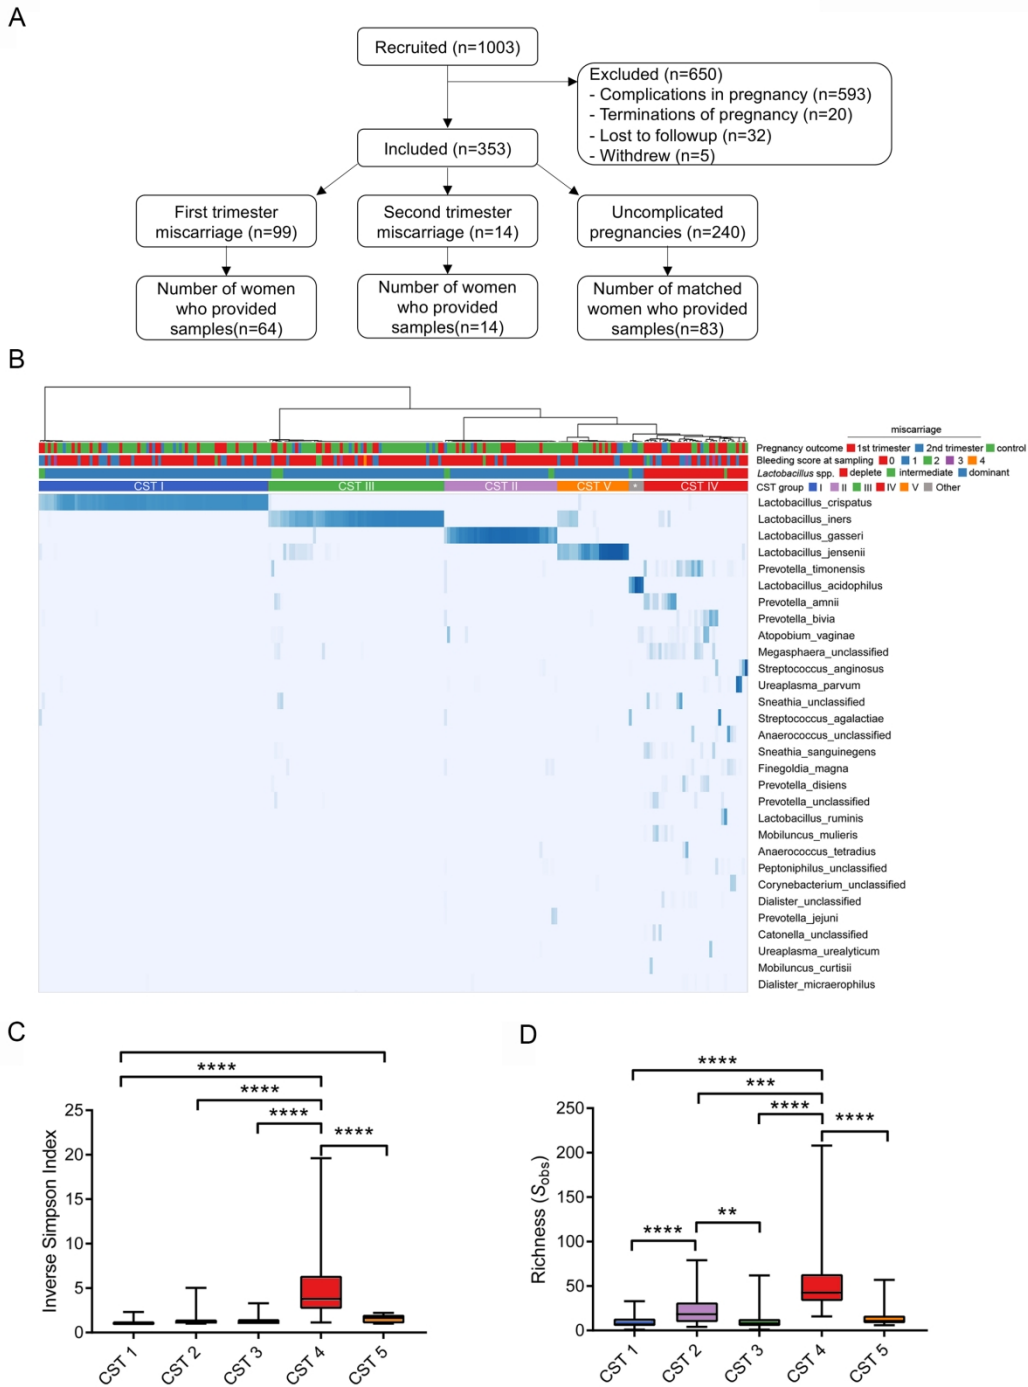 A
Recruited (n=1003)
Excluded (n=650)
- Complications in pregnancy (n=593)
- Terminations of pregnancy (n=20)
- Lost to followup (n=32)
- Withdrew (n=5)
Included (n=353)
First trimester
miscarriage (n=99)
Second trimester
miscarriage (n=14)
Uncomplicated
pregnancies (n=240)
Number of women
who provided
samples(n=64)
Number of women
who provided
samples(n=14)
Number of matched
women who provided
samples(n=83)
B
miscarriage
Pregnancy outcome 1st trimester 2nd trimester control
Bleeding score at sampling 0 1 2 3 4
Lactobacillus spp. deplete intermediate dominant
CST group I II III IV V Other
CST I CST III CST II CST V * CST IV
Lactobacillus_crispatus
Lactobacillus_iners
Lactobacillus_gasseri
Lactobacillus_jensenii
Prevotella_timonensis
Lactobacillus_acidophilus
Prevotella_amnii
Prevotella_bivia
Atopobium_vaginae
Megasphaera_unclassified
Streptococcus_anginosus
Ureaplasma_parvum
Sneathia_unclassified
Streptococcus_agalactiae
Anaerococcus_unclassified
Sneathia_sanguinegens
Finegoldia_magna
Prevotella_disiens
Prevotella_unclassified
Lactobacillus_ruminis
Mobiluncus_mulieris
Anaerococcus_tetradius
Peptoniphilus_unclassified
Corynebacterium_unclassified
Dialister_unclassified
Prevotella_jejuni
Catonella_unclassified
Ureaplasma_urealyticum
Mobiluncus_curtisii
Dialister_micraerophilus
C
****
****
****
****
25
20
15
10
5
0
Inverse Simpson Index
CST 1
CST 2
CST 3
CST 4
CST 5
D
****
***
****
****
**
****
250
200
150
100
50
0
Richness (Sobs)
CST 1
CST 2
CST 3
CST 4
CST 5